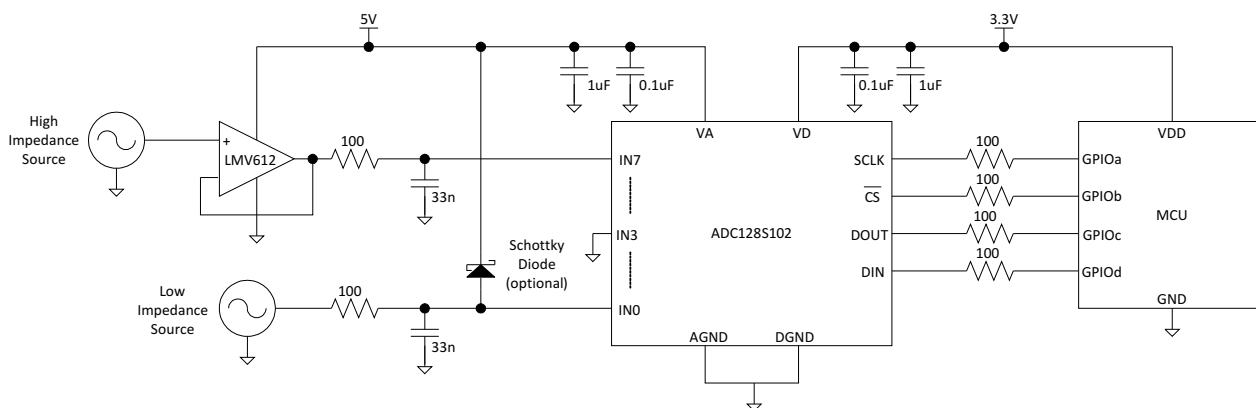 5V
3.3V
1uF
0.1uF
0.1uF
1uF
High
Impedance
Source
+
-
LMV612
100
33n
VA
VD
IN7
IN3
IN0
ADC128S102
SCLK
CS
DOUT
DIN
AGND
DGND
100
100
100
100
VDD
GPIOa
GPIOb
GPIOc
GPIOd
MCU
GND
Schottky
Diode
(optional)
Low
Impedance
Source
100
33n